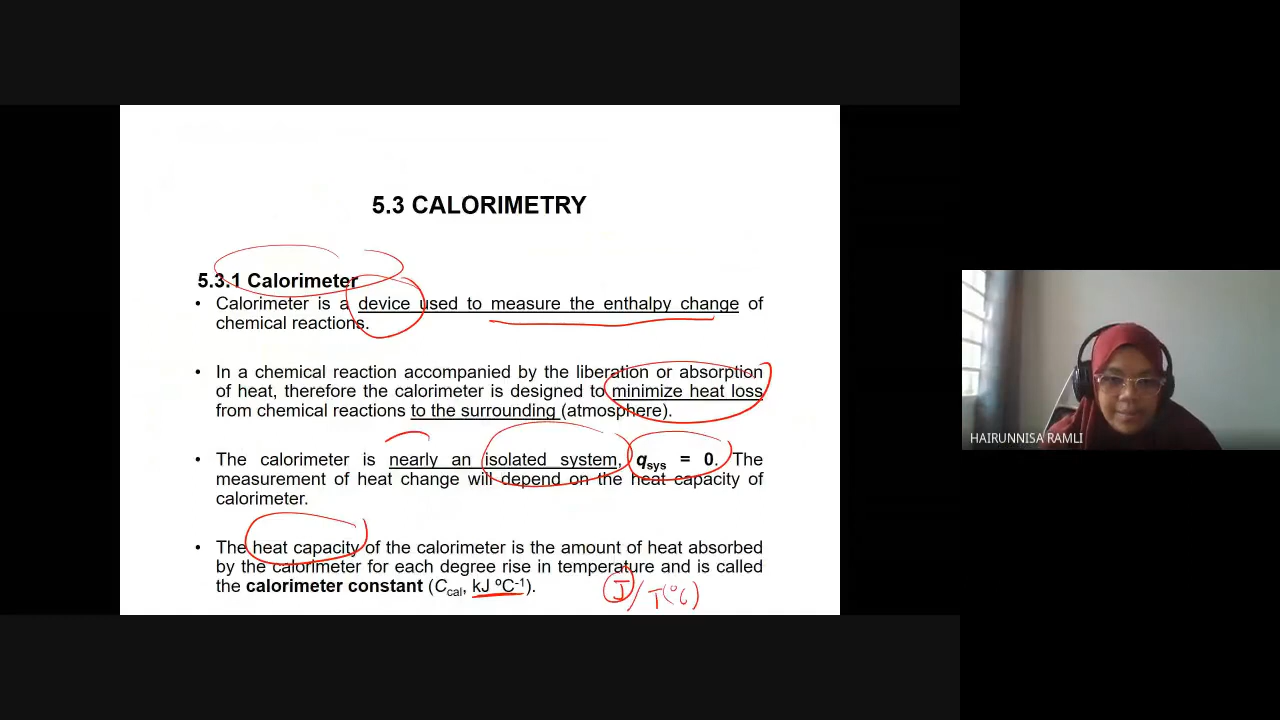 5.3 CALORIMETRY
5.3.1 Calorimeter
• Calorimeter is a device used to measure the enthalpy change of
chemical reactions.
• In a chemical reaction accompanied by the liberation or absorption
of heat, therefore the calorimeter is designed to minimize heat loss
from chemical reactions to the surrounding (atmosphere).
• The calorimeter is nearly an isolated system, qsys = 0. The
measurement of heat change will depend on the heat capacity of
calorimeter.
• The heat capacity of the calorimeter is the amount of heat absorbed
by the calorimeter for each degree rise in temperature and is called
the calorimeter constant (Ccal, kJ ºC-1).
J/T(°C)
HAIRUNNISA RAMLI